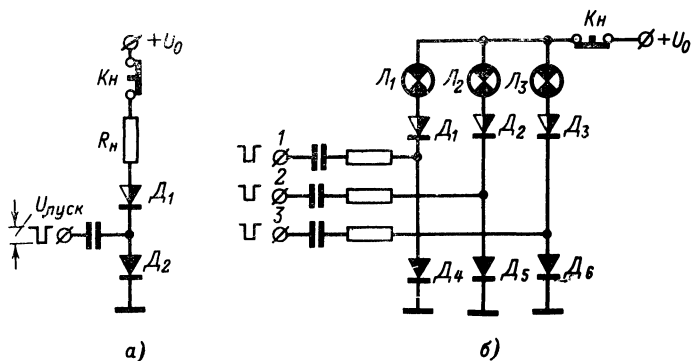 +U₀
Кн
Rн
Д₁
Uпуск
Д₂
а)
Кн
+U₀
Л₁
Л₂
Л₃
Д₁
Д₂
Д₃
1
2
3
Д₄
Д₅
Д₆
б)